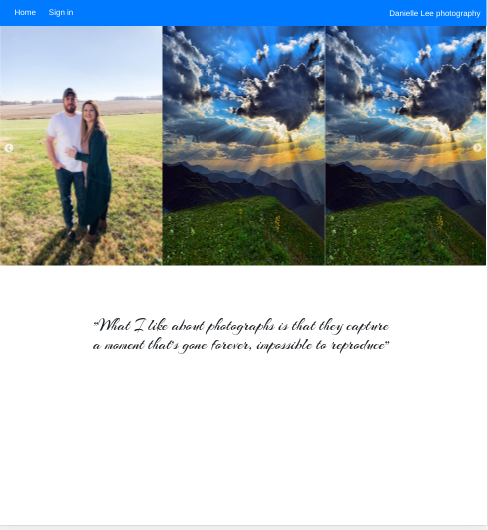 Home Sign in Danielle Lee photography
"What I like about photographs is that they capture
a moment that's gone forever, impossible to reproduce"